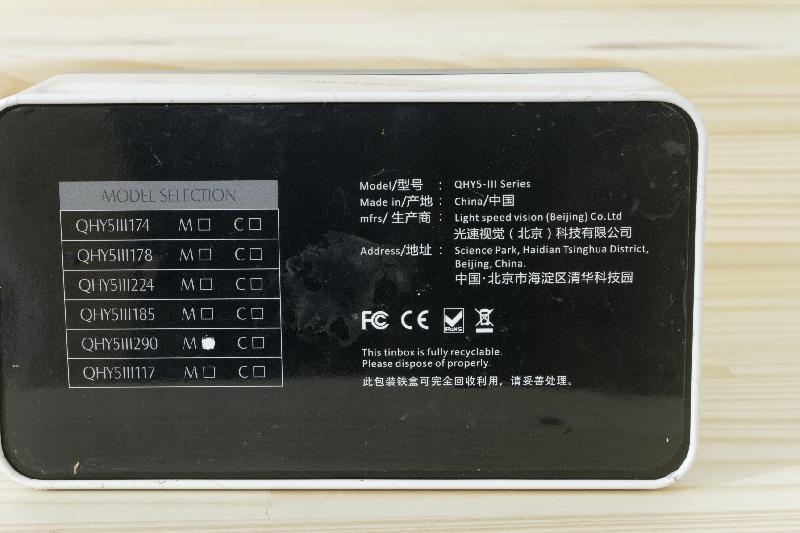 MODEL SELECTION
QHY5III174 M □ C □
QHY5III178 M □ C □
QHY5III224 M □ C □
QHY5III185 M □ C □
QHY5III290 M ■ C □
QHY5III117 M □ C □
Model/型号 : QHY5-III Series
Made in/产地 : China/中国
mfrs/ 生产商 : Light speed vision (Beijing) Co.Ltd
光速视觉（北京）科技有限公司
Address/地址 : Science Park, Haidian Tsinghua District,
Beijing, China.
中国·北京市海淀区清华科技园
FC CE RoHS
This tinbox is fully recyclable.
Please dispose of properly.
此包装铁盒可完全回收利用，请妥善处理。